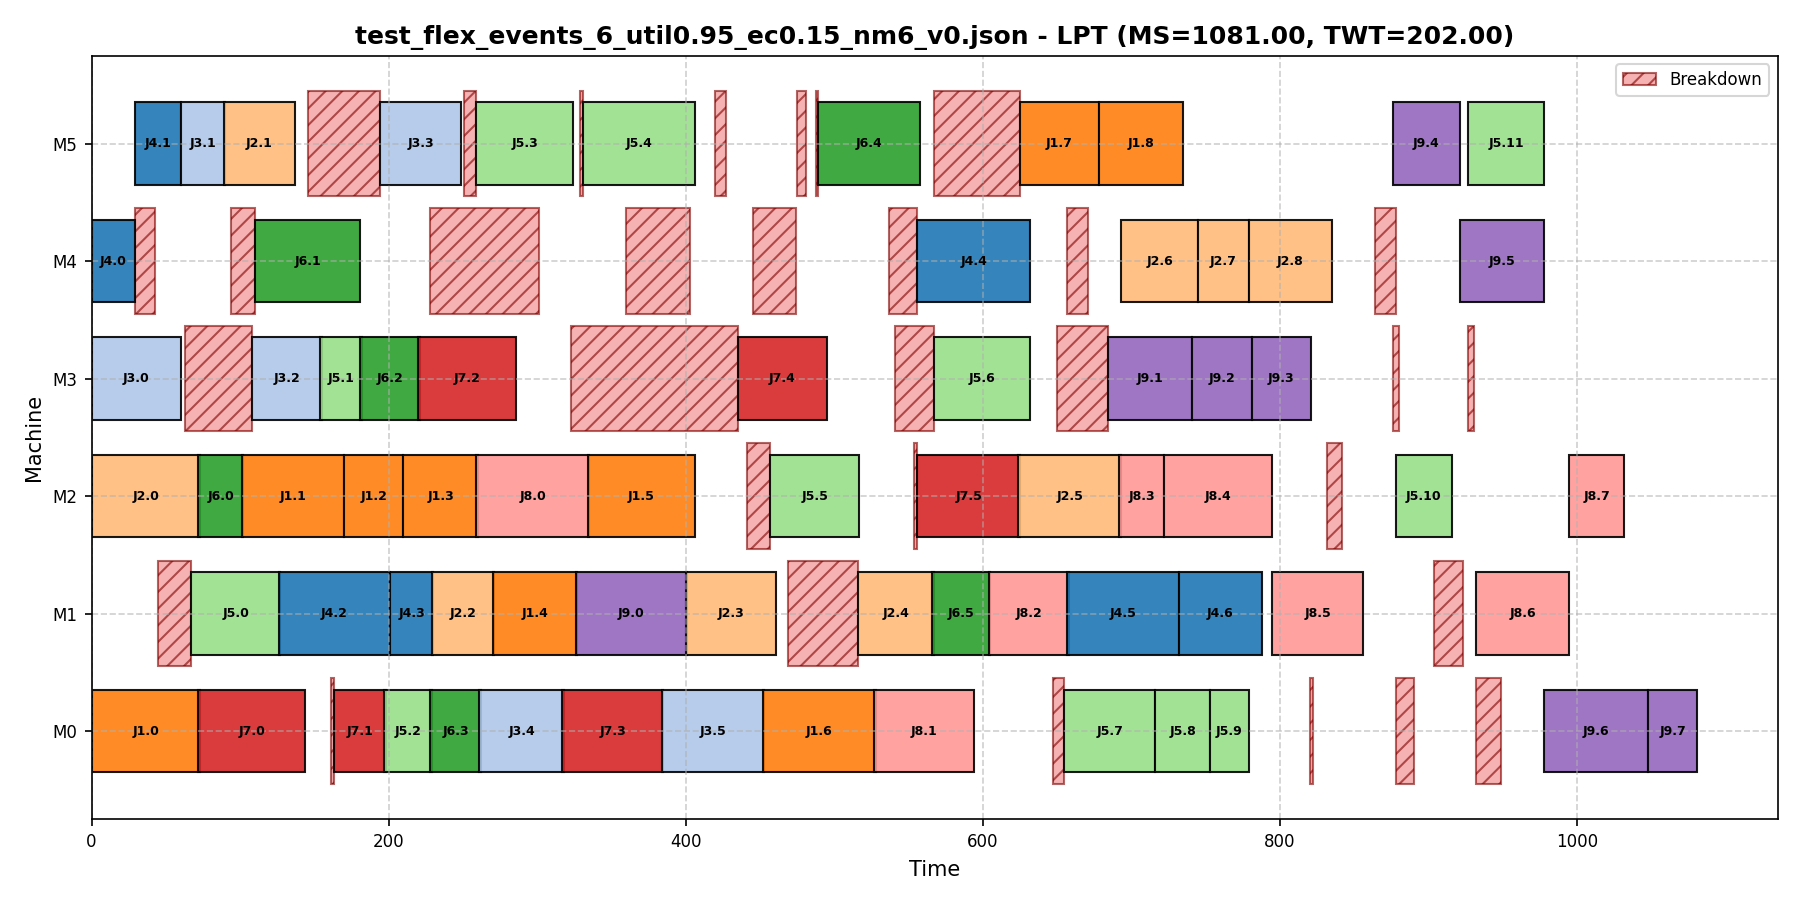 test_flex_events_6_util0.95_ec0.15_nm6_v0.json - LPT (MS=1081.00, TWT=202.00)
Breakdown
M5
J4.1 J3.1 J2.1 J3.3 J5.3 J5.4 J6.4 J1.7 J1.8 J9.4 J5.11
M4
J4.0 J6.1 J4.4 J2.6 J2.7 J2.8 J9.5
M3
J3.0 J3.2 J5.1 J6.2 J7.2 J7.4 J5.6 J9.1 J9.2 J9.3
Machine
M2
J2.0 J6.0 J1.1 J1.2 J1.3 J8.0 J1.5 J5.5 J7.5 J2.5 J8.3 J8.4 J5.10 J8.7
M1
J5.0 J4.2 J4.3 J2.2 J1.4 J9.0 J2.3 J2.4 J6.5 J8.2 J4.5 J4.6 J8.5 J8.6
M0
J1.0 J7.0 J7.1 J5.2 J6.3 J3.4 J7.3 J3.5 J1.6 J8.1 J5.7 J5.8 J5.9 J9.6 J9.7
0 200 400 600 800 1000
Time